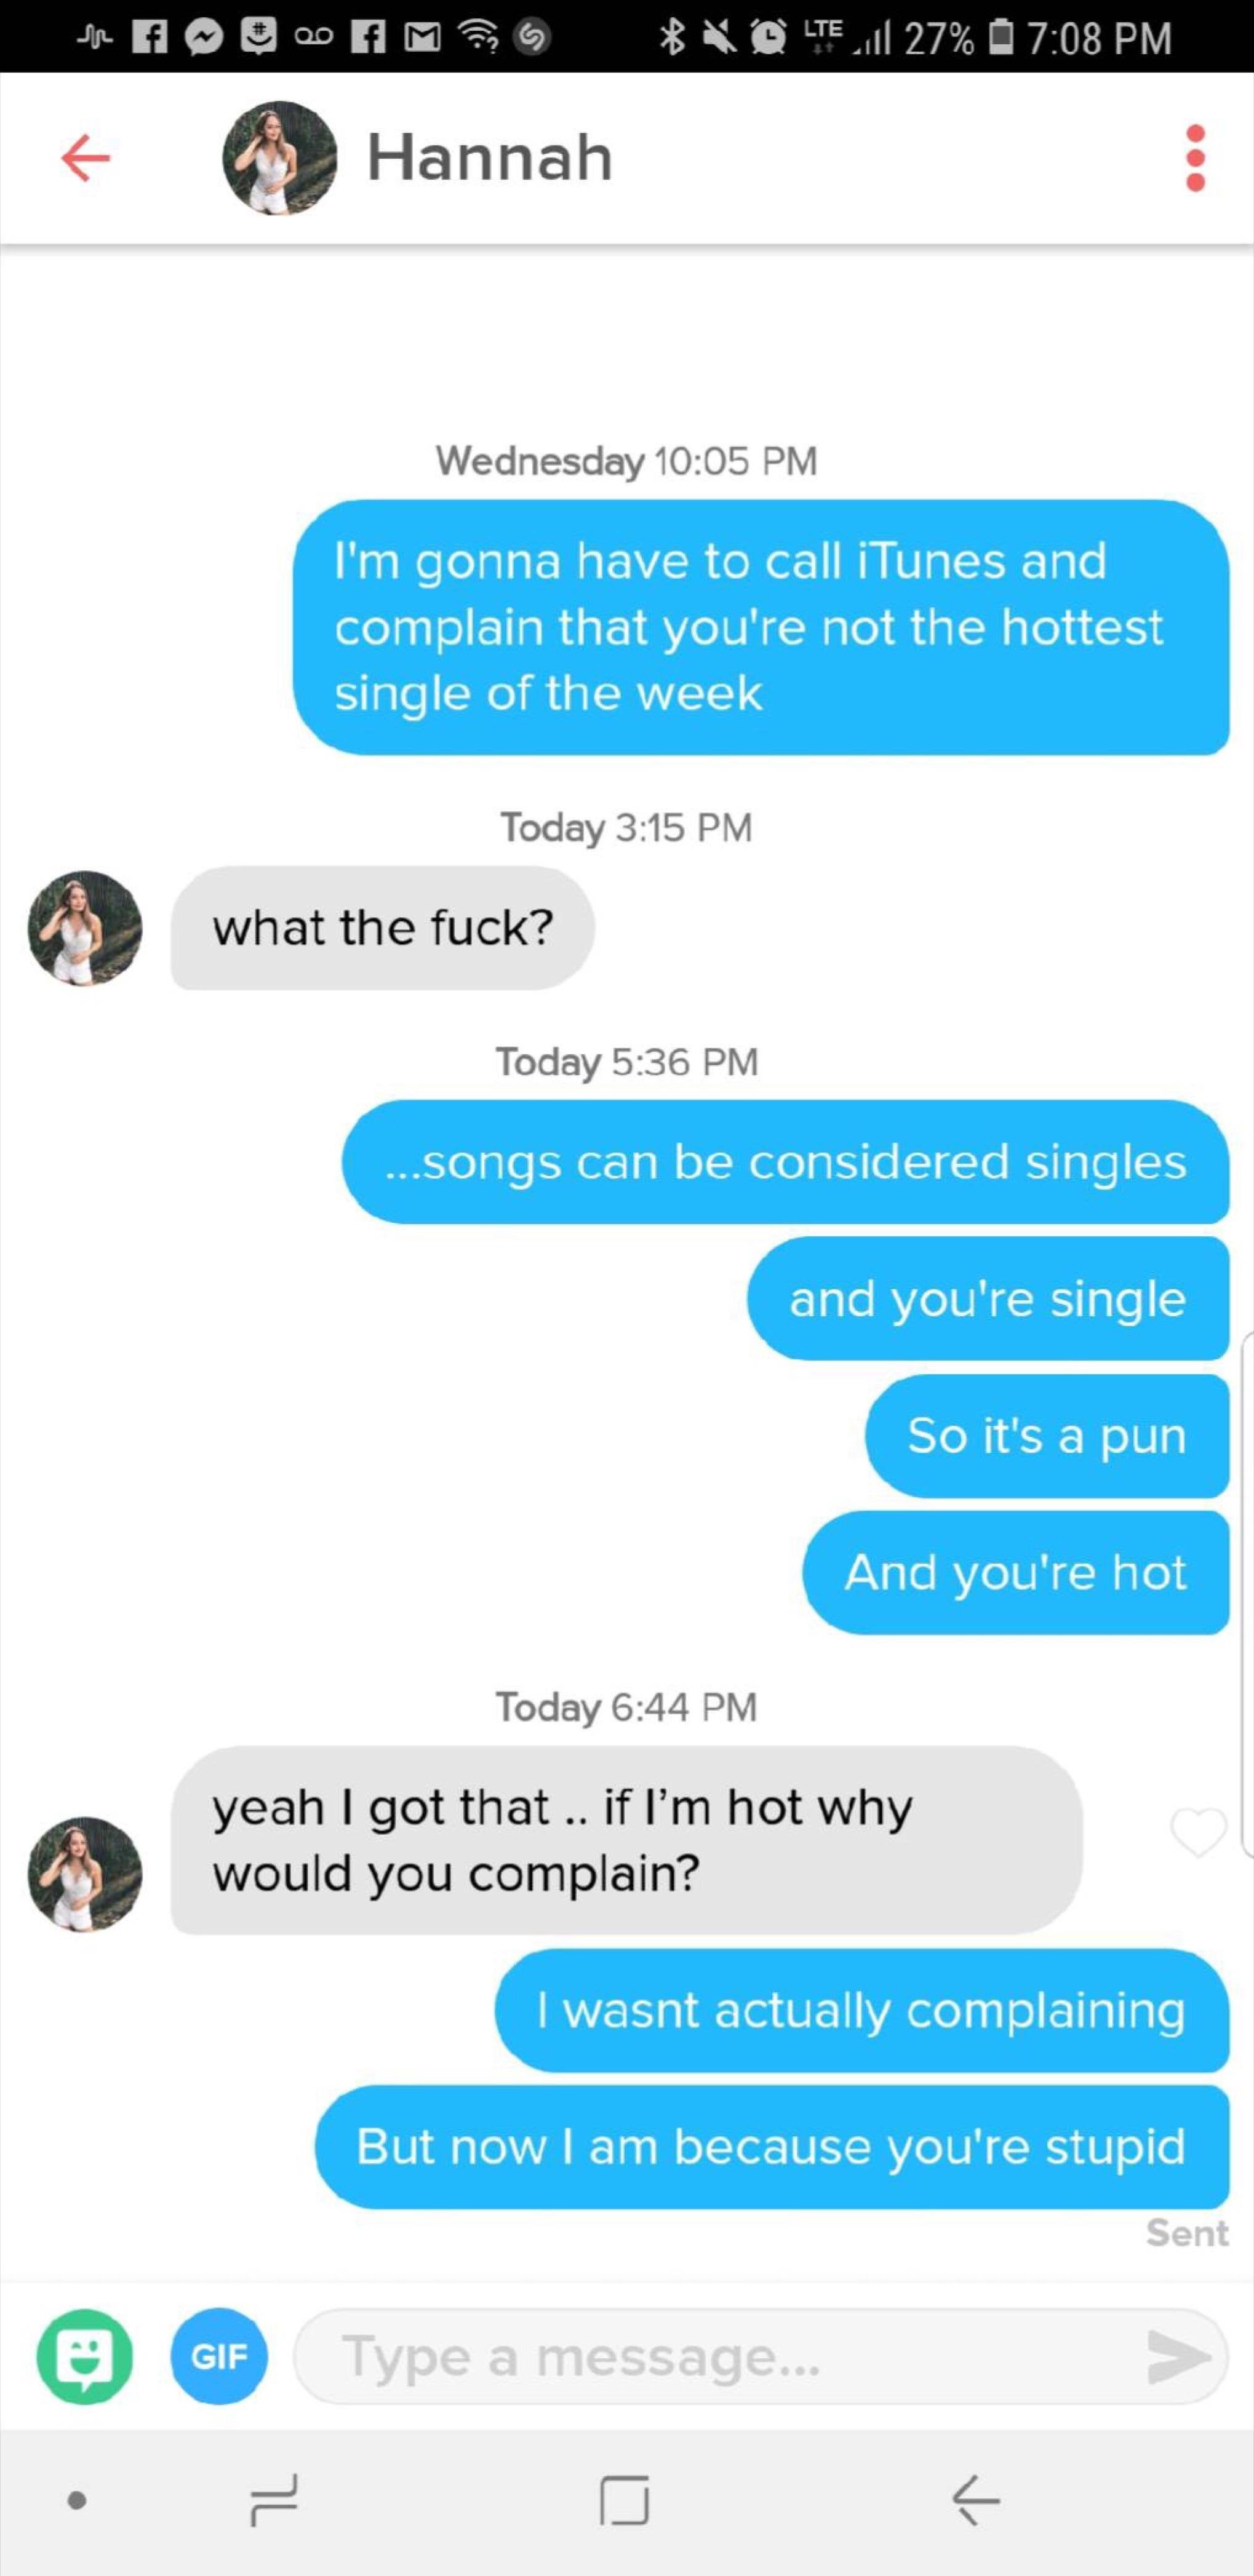 LTE 27% 7:08 PM
Hannah
Wednesday 10:05 PM
I'm gonna have to call iTunes and
complain that you're not the hottest
single of the week
Today 3:15 PM
what the fuck?
Today 5:36 PM
...songs can be considered singles
and you're single
So it's a pun
And you're hot
Today 6:44 PM
yeah I got that .. if I’m hot why
would you complain?
I wasnt actually complaining
But now I am because you're stupid
Sent
GIF
Type a message...